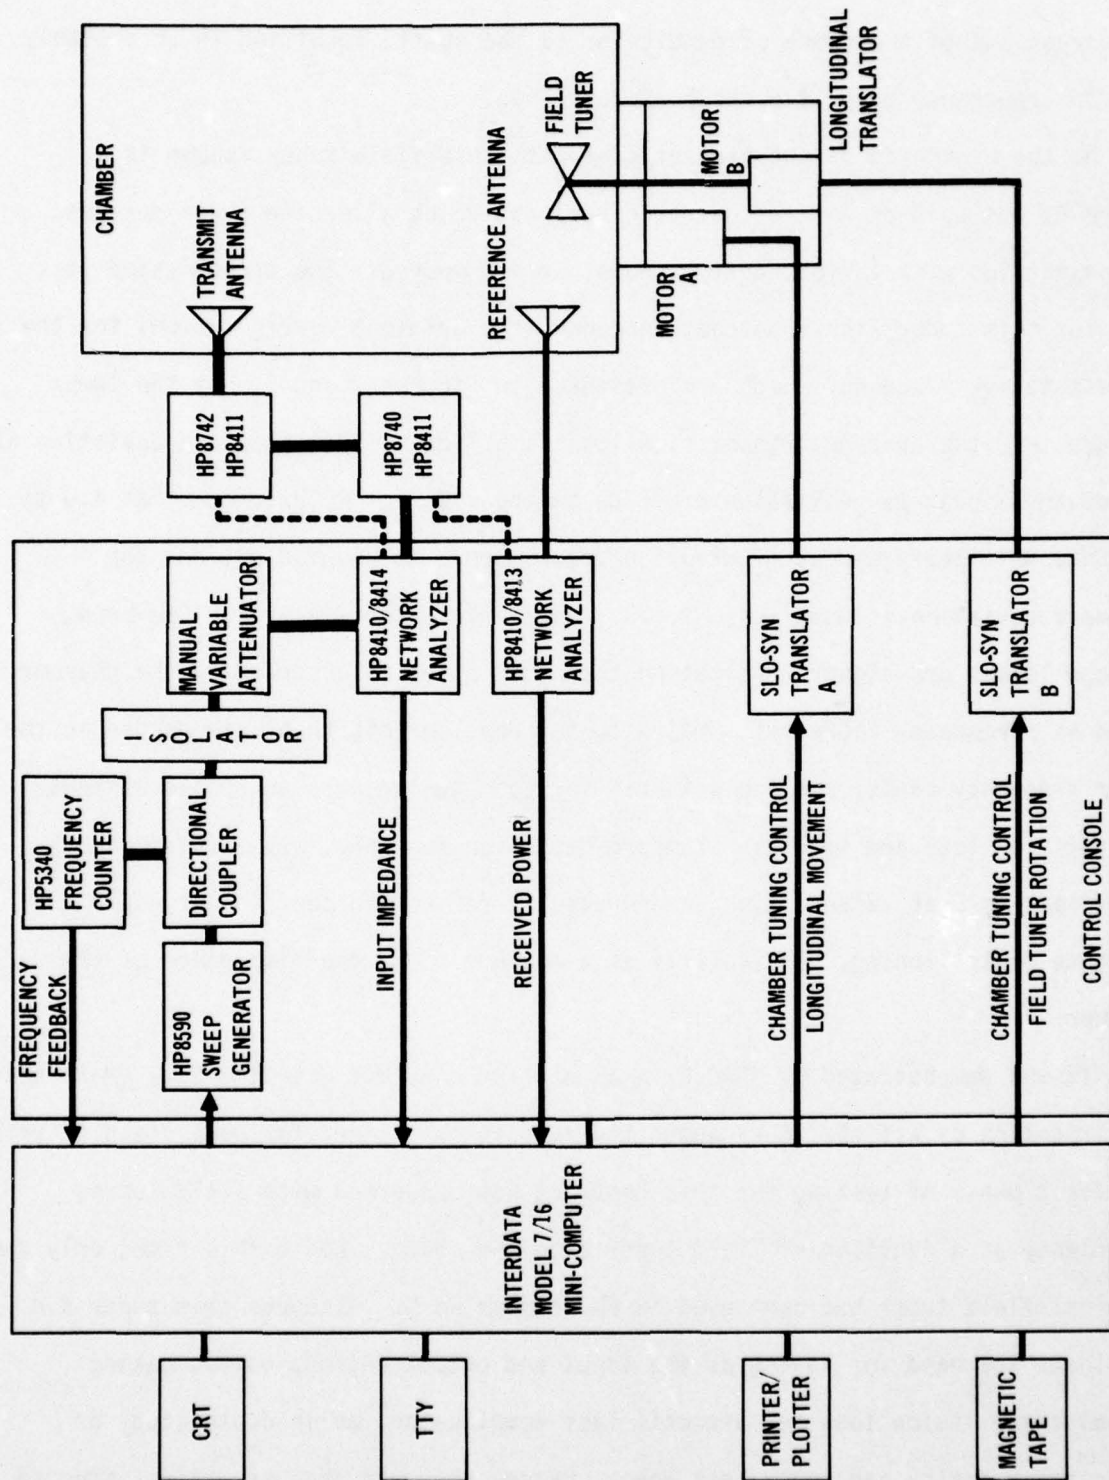 CRT
TTY
PRINTER/
PLOTTER
MAGNETIC
TAPE
INTERDATA
MODEL 7/16
MINI-COMPUTER
FREQUENCY
FEEDBACK
HP5340
FREQUENCY
COUNTER
HP8590
SWEEP
GENERATOR
DIRECTIONAL
COUPLER
ISOLATOR
MANUAL
VARIABLE
ATTENUATOR
INPUT IMPEDANCE
HP8410/8414
NETWORK
ANALYZER
RECEIVED POWER
HP8410/8413
NETWORK
ANALYZER
CHAMBER TUNING CONTROL
LONGITUDINAL MOVEMENT
SLO-SYN
TRANSLATOR
A
CHAMBER TUNING CONTROL
FIELD TUNER ROTATION
SLO-SYN
TRANSLATOR
B
CONTROL CONSOLE
HP8742
HP8411
HP8740
HP8411
CHAMBER
TRANSMIT
ANTENNA
REFERENCE ANTENNA
FIELD
TUNER
MOTOR
A
MOTOR
B
LONGITUDINAL
TRANSLATOR